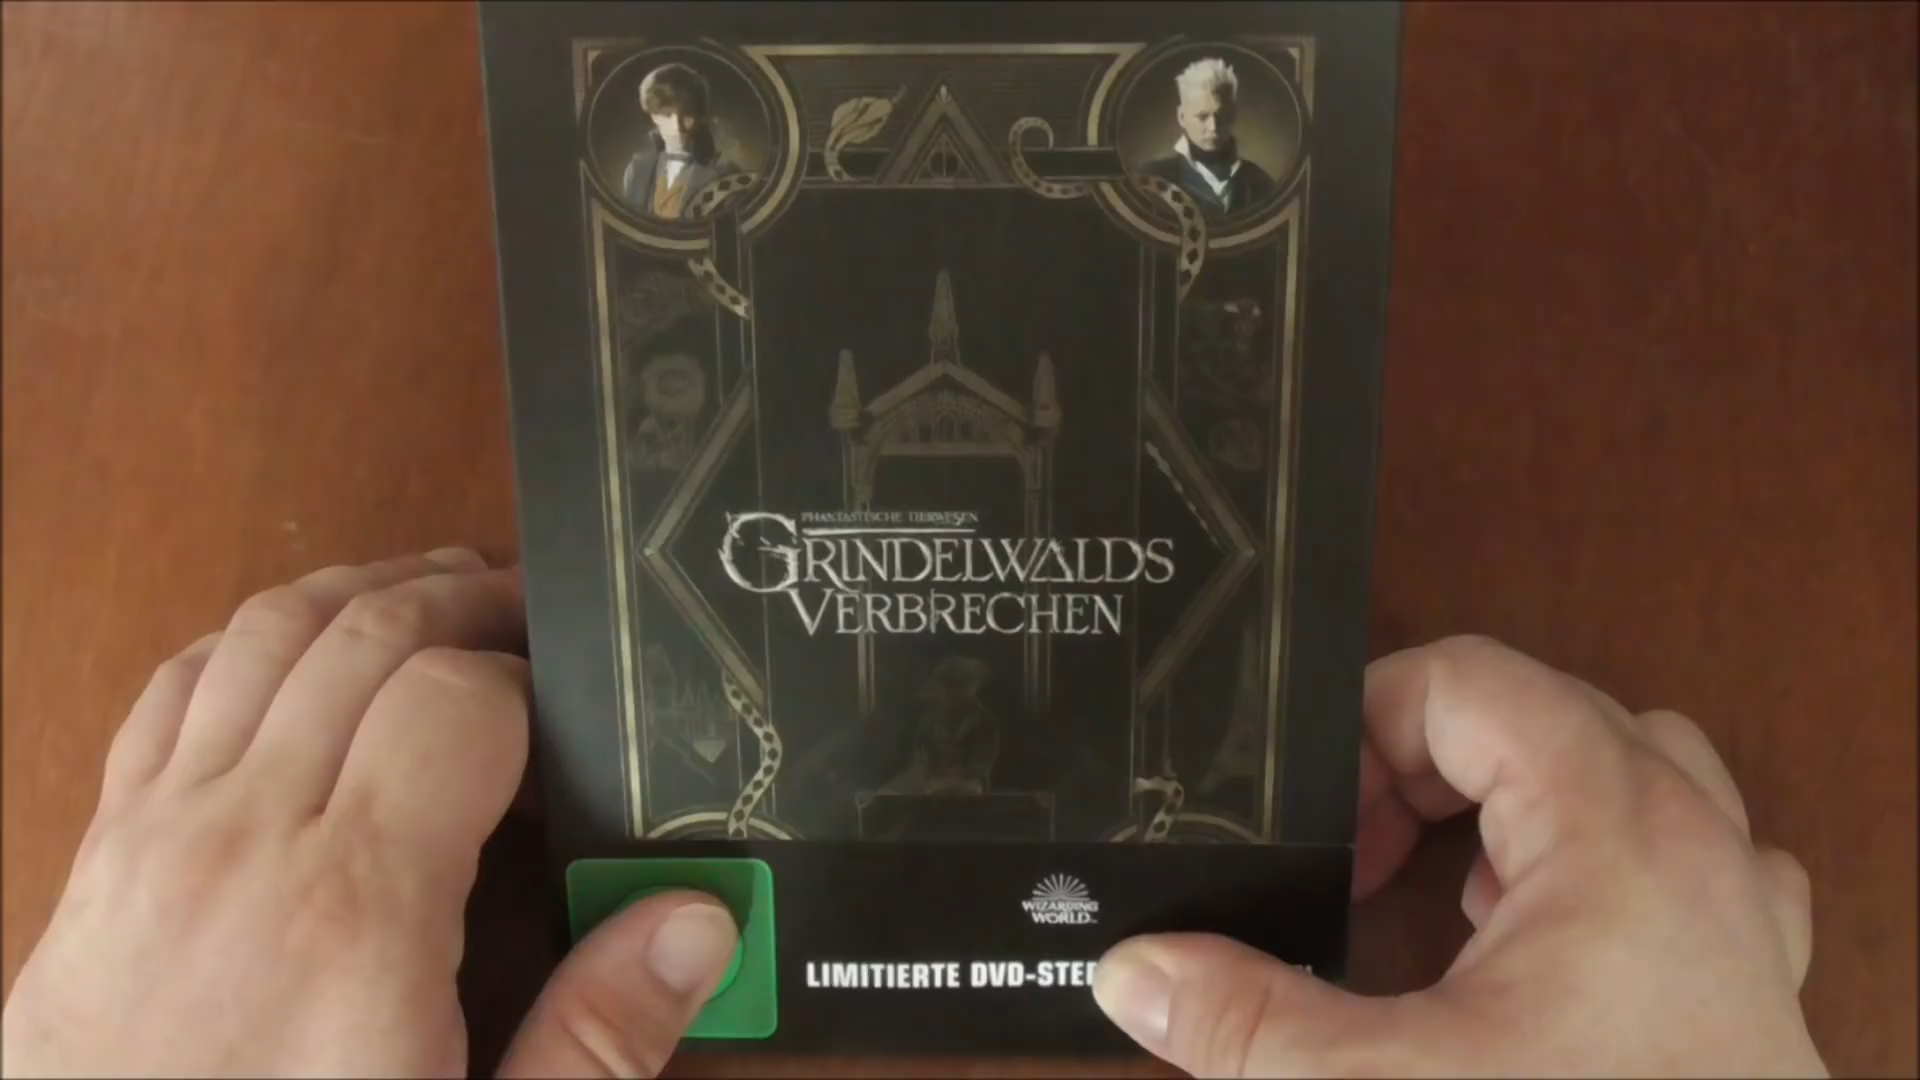 PHANTASTISCHE TIERWESEN
GRINDELWALDS
VERBRECHEN
WIZARDING
WORLD
LIMITIERTE DVD-STE